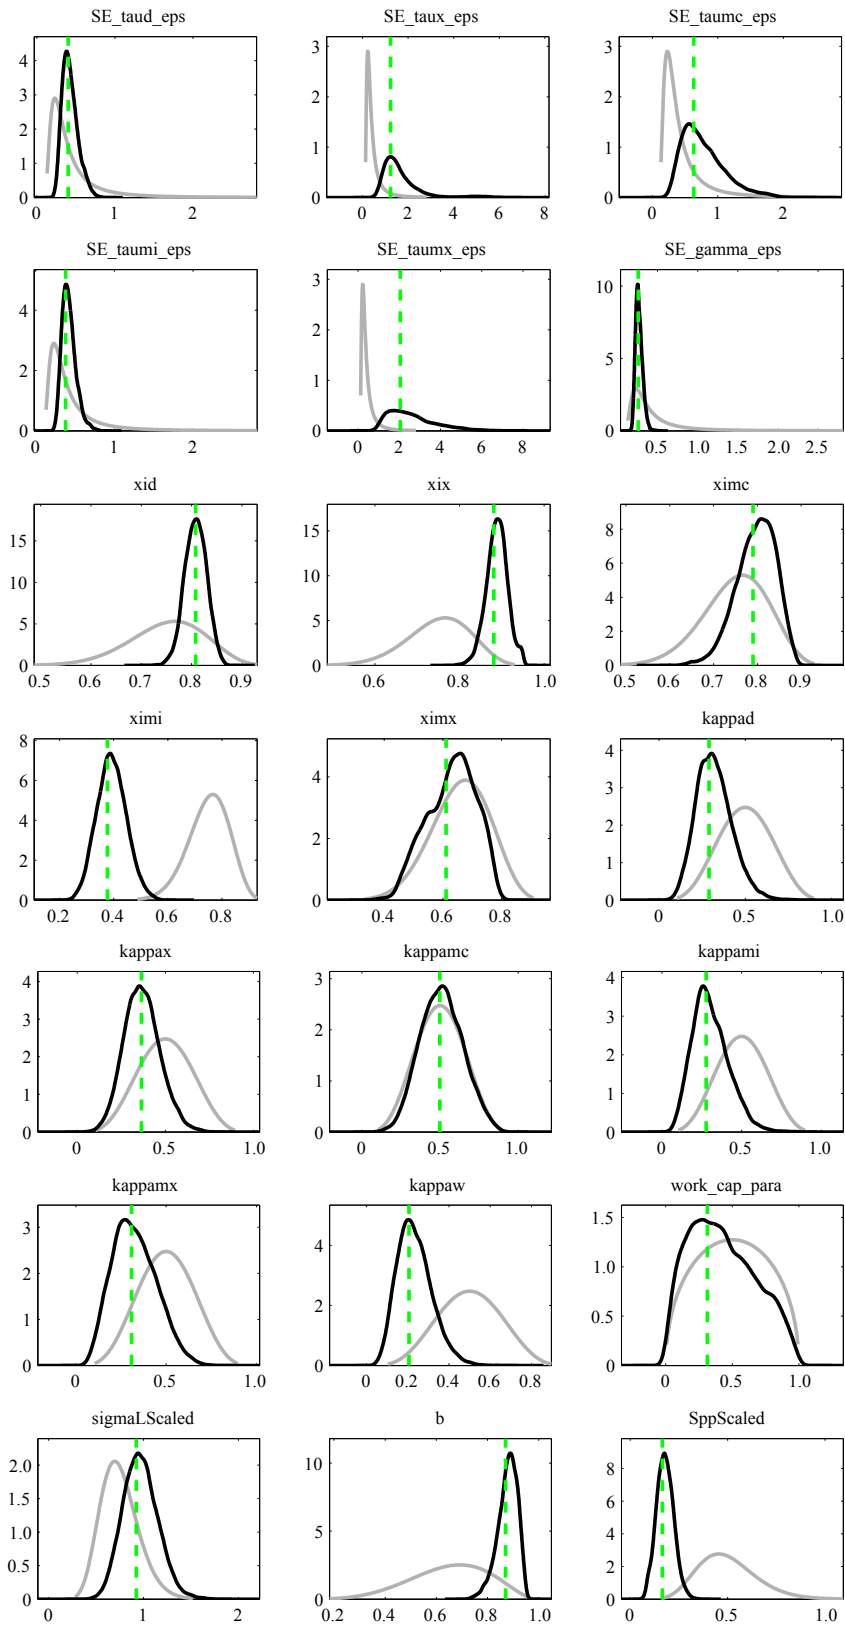 SE_taud_eps SE_taux_eps SE_taumc_eps
4 3 3
3 2 2
2 1 1
1
0 0 0
0 1 2 0 2 4 6 8 0 1 2
SE_taumi_eps SE_taumx_eps SE_gamma_eps
4 3 10
2 2 5
1
0 0 0
0 1 2 0 2 4 6 8 0.5 1.0 1.5 2.0 2.5
xid xix ximc
15 15 8
10 10 6
5 5 4
2
0 0 0
0.5 0.6 0.7 0.8 0.9 0.6 0.8 1.0 0.5 0.6 0.7 0.8 0.9
ximi ximx kappad
8 4 4
6 3
4 2 2
2 1
0 0 0
0.2 0.4 0.6 0.8 0.4 0.6 0.8 0 0.5 1.0
kappax kappamc kappami
4 3 4
3 2 3
2 1 2
1 1
0 0 0
0 0.5 1.0 0 0.5 1.0 0 0.5 1.0
kappamx kappaw work_cap_para
3 4 1.5
2 2 1.0
1 0.5
0 0 0
0 0.5 1.0 0 0.2 0.4 0.6 0.8 0 0.5 1.0
sigmaLScaled b SppScaled
2.0 10 8
1.5 6
1.0 5 4
0.5 2
0 0 0
0 1 2 0.2 0.4 0.6 0.8 1.0 0 0.5 1.0